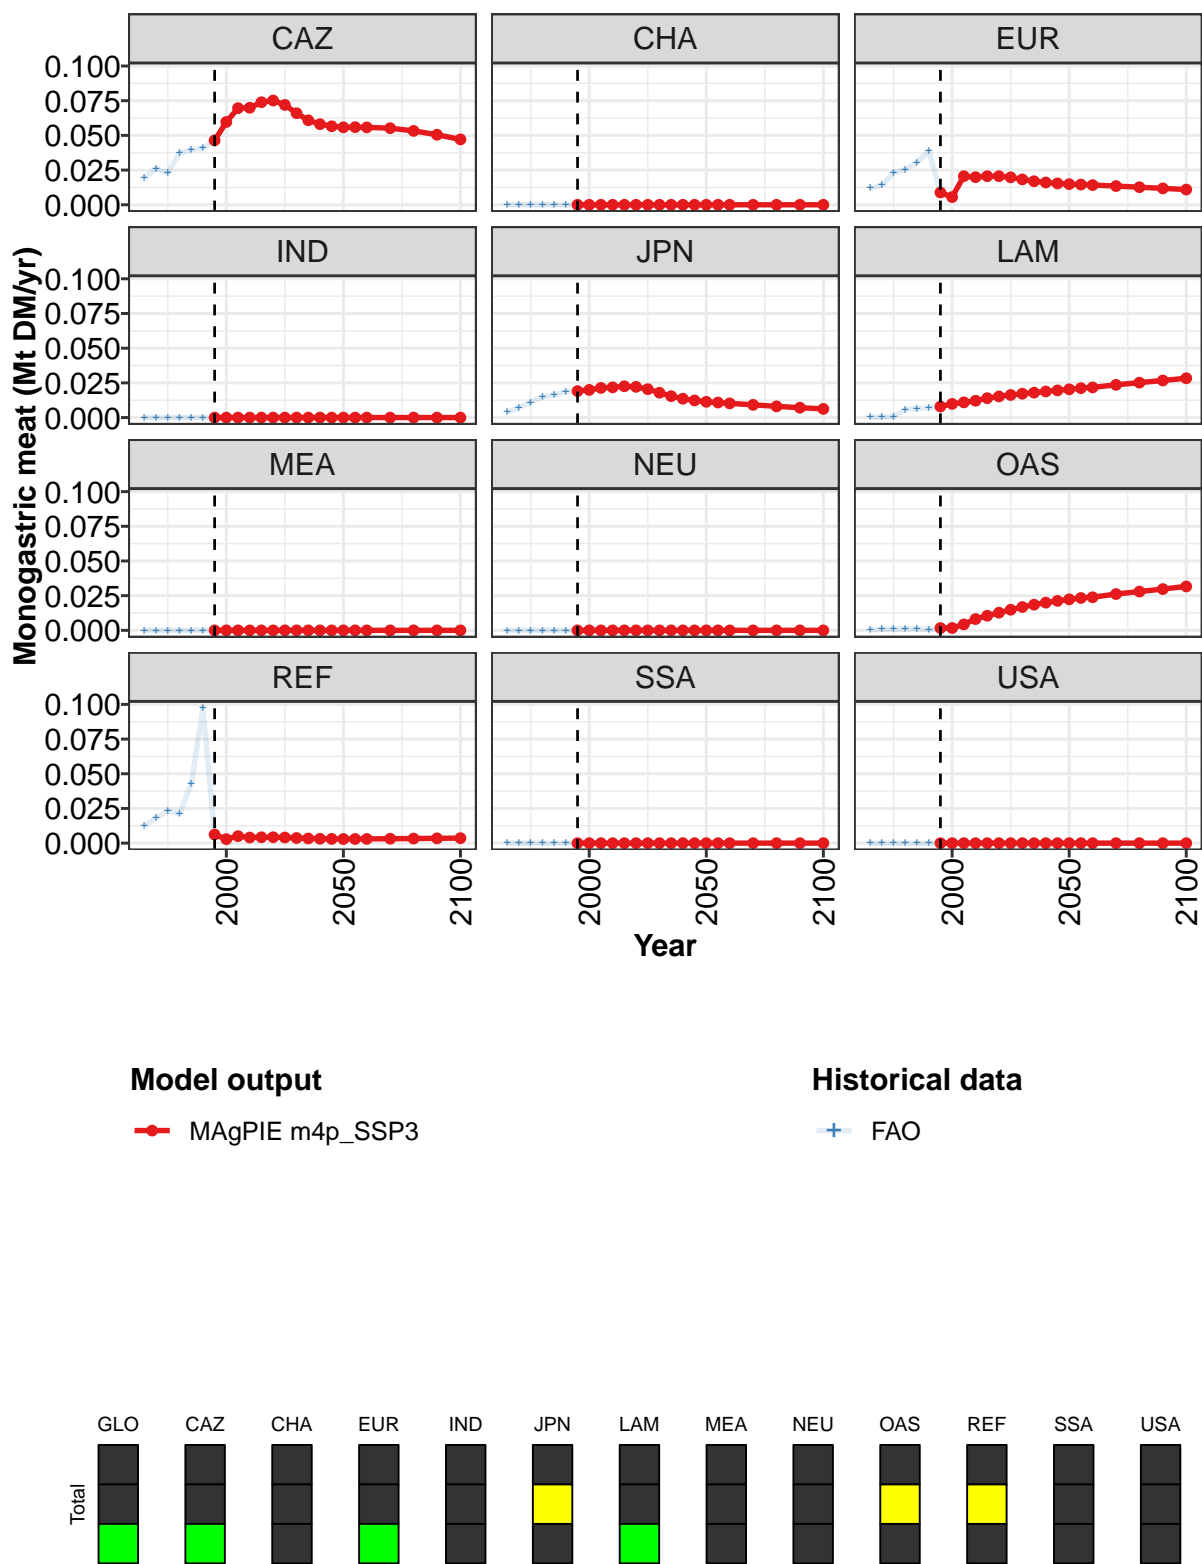 CAZ CHA EUR
0.100
0.075
0.050
0.025
0.000
IND JPN LAM
0.100
0.075
0.050
0.025
0.000
MEA NEU OAS
0.100
0.075
0.050
0.025
0.000
REF SSA USA
0.100
0.075
0.050
0.025
0.000
Monogastric meat (Mt DM/yr)
2000 2050 2100 2000 2050 2100 2000 2050 2100
Year
Model output Historical data
MAgPIE m4p_SSP3 FAO
GLO CAZ CHA EUR IND JPN LAM MEA NEU OAS REF SSA USA
Total